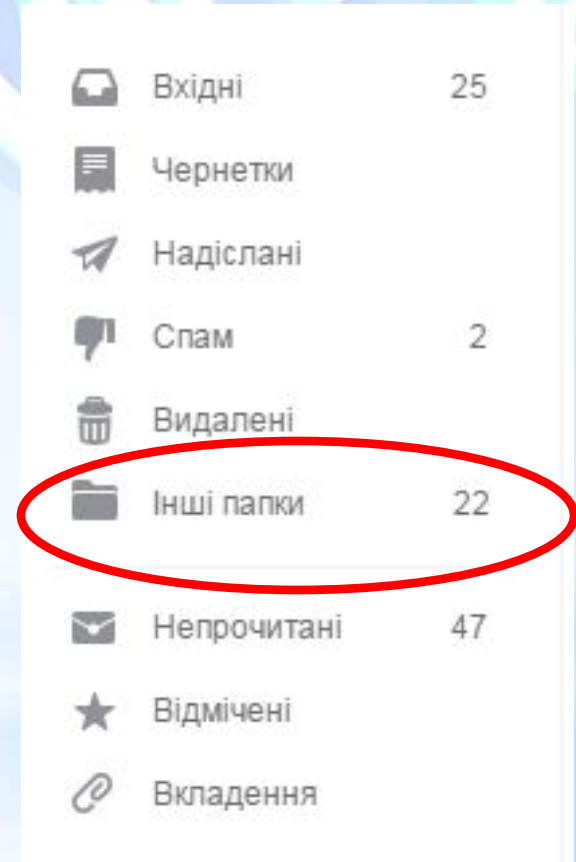 Вхідні 25
Чернетки
Надіслані
Спам 2
Видалені
Інші папки 22
Непрочитані 47
Відмічені
Вкладення